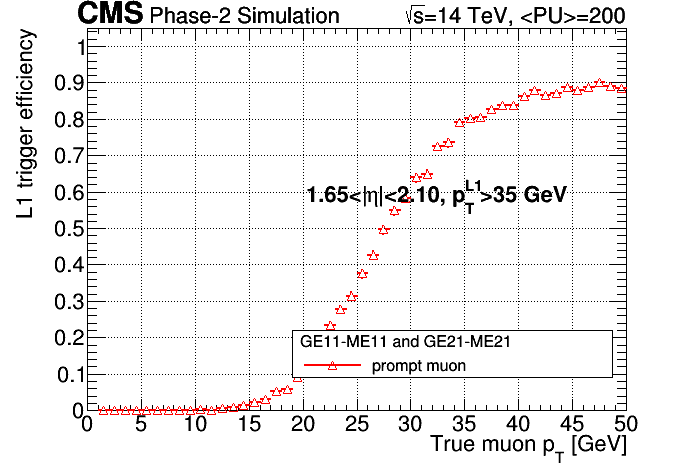 CMS Phase-2 Simulation
√s=14 TeV, <PU>=200
L1 trigger efficiency
1
0.9
0.8
0.7
0.6
0.5
0.4
0.3
0.2
0.1
0
1.65<|η|<2.10, p_T^L1>35 GeV
GE11-ME11 and GE21-ME21
prompt muon
0 5 10 15 20 25 30 35 40 45 50
True muon p_T [GeV]